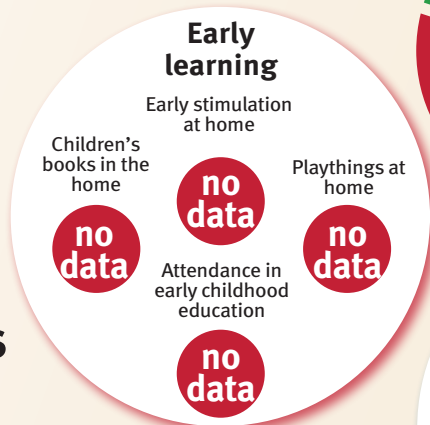 Early
learning
Early stimulation
at home
no
data
Children's
books in the
home
no
data
Playthings at
home
no
data
Attendance in
early childhood
education
no
data
s